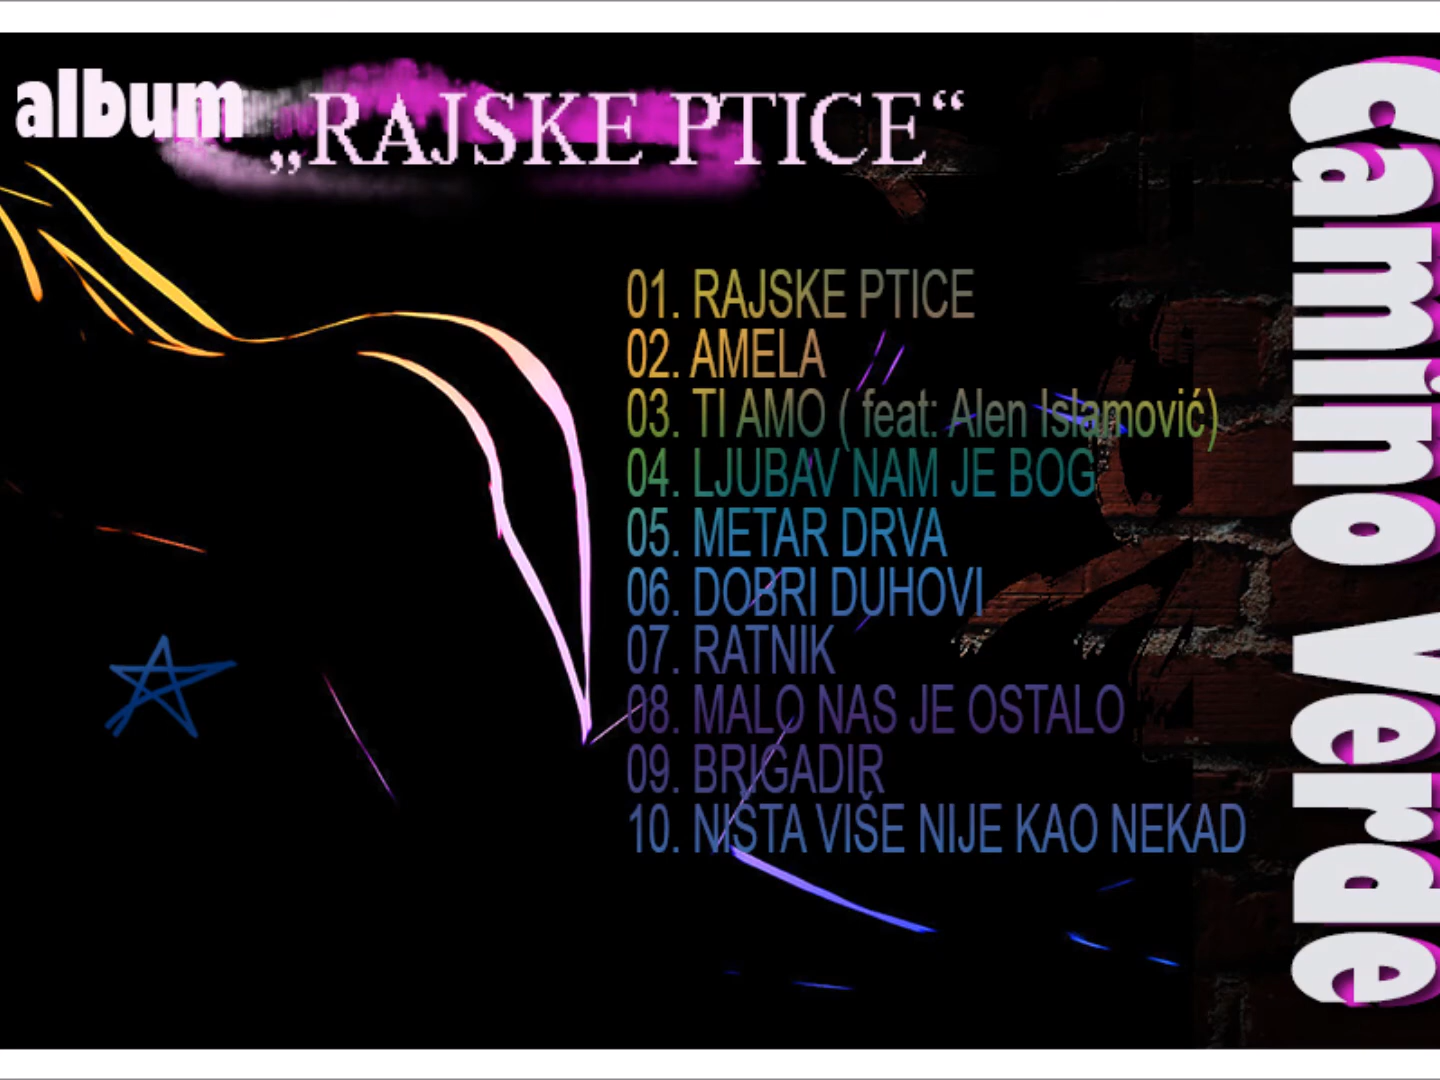 album „RAJSKE PTICE“
01. RAJSKE PTICE
02. AMELA
03. TI AMO ( feat: Alen Islamović)
04. LJUBAV NAM JE BOG
05. METAR DRVA
06. DOBRI DUHOVI
07. RATNIK
08. MALO NAS JE OSTALO
09. BRIGADIR
10. NIŠTA VIŠE NIJE KAO NEKAD
Camino Verde